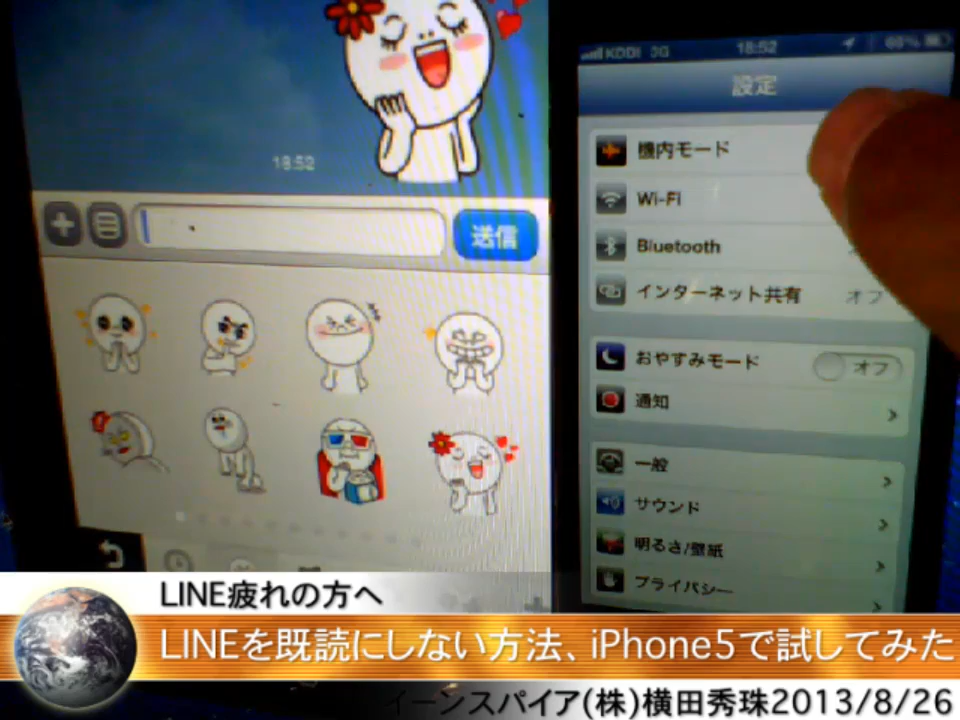 18:52
送信
KDDI 3G 18:52 68%
設定
機内モード
Wi-Fi
Bluetooth
インターネット共有 オフ
おやすみモード オフ
通知
一般
サウンド
明るさ/壁紙
プライバシー
LINE疲れの方へ
LINEを既読にしない方法、iPhone5で試してみた
イーンスパイア(株)横田秀珠2013/8/26